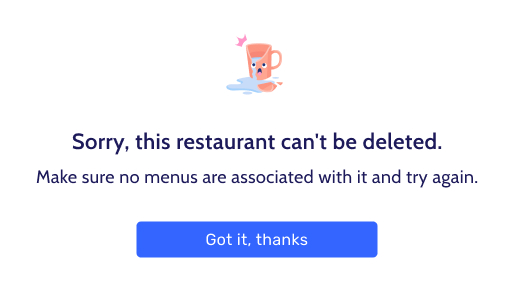 Sorry, this restaurant can't be deleted.
Make sure no menus are associated with it and try again.
Got it, thanks